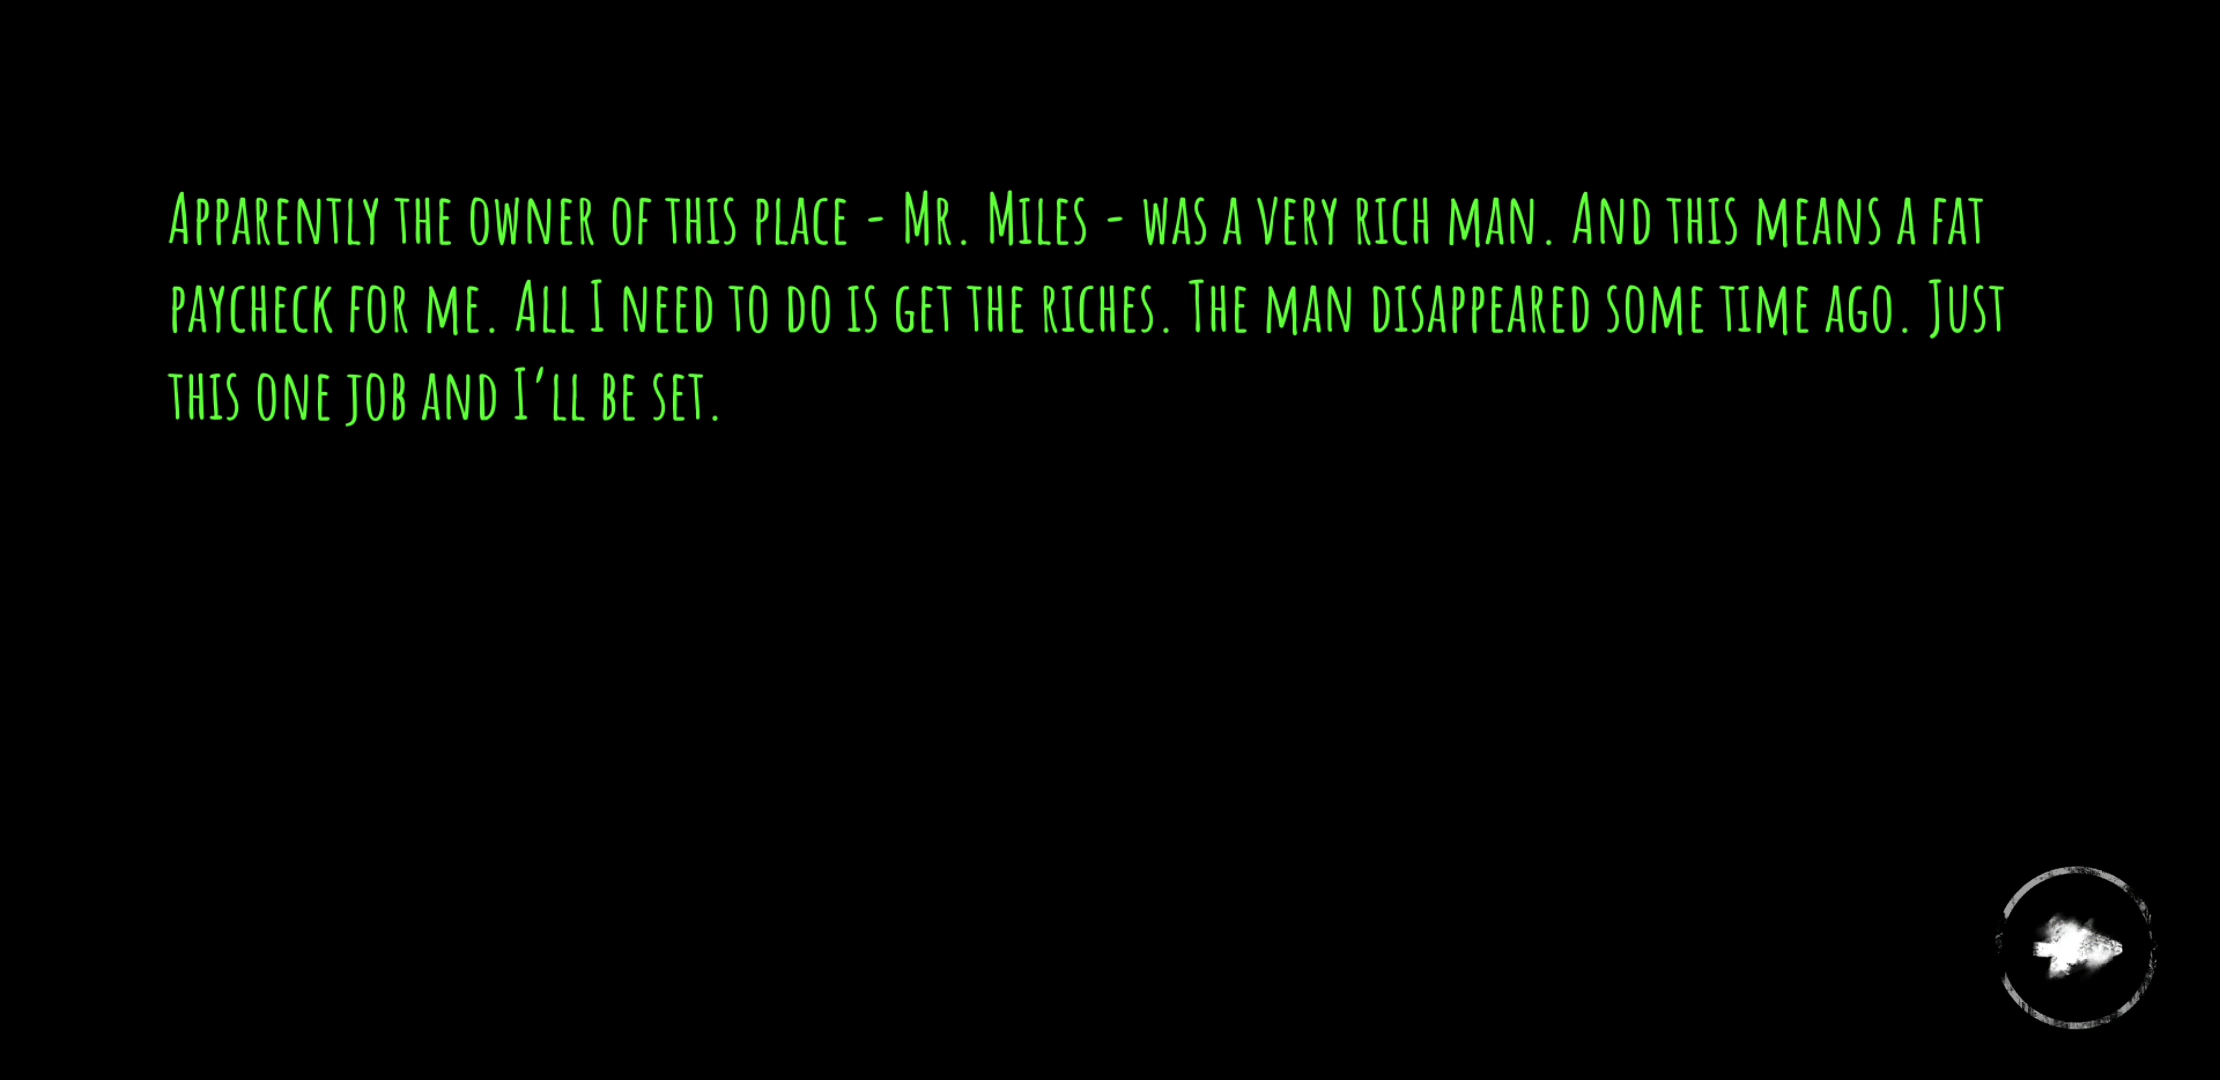 Apparently the owner of this place - Mr. Miles - was a very rich man. And this means a fat
paycheck for me. All I need to do is get the riches. The man disappeared some time ago. Just
this one job and I'll be set.